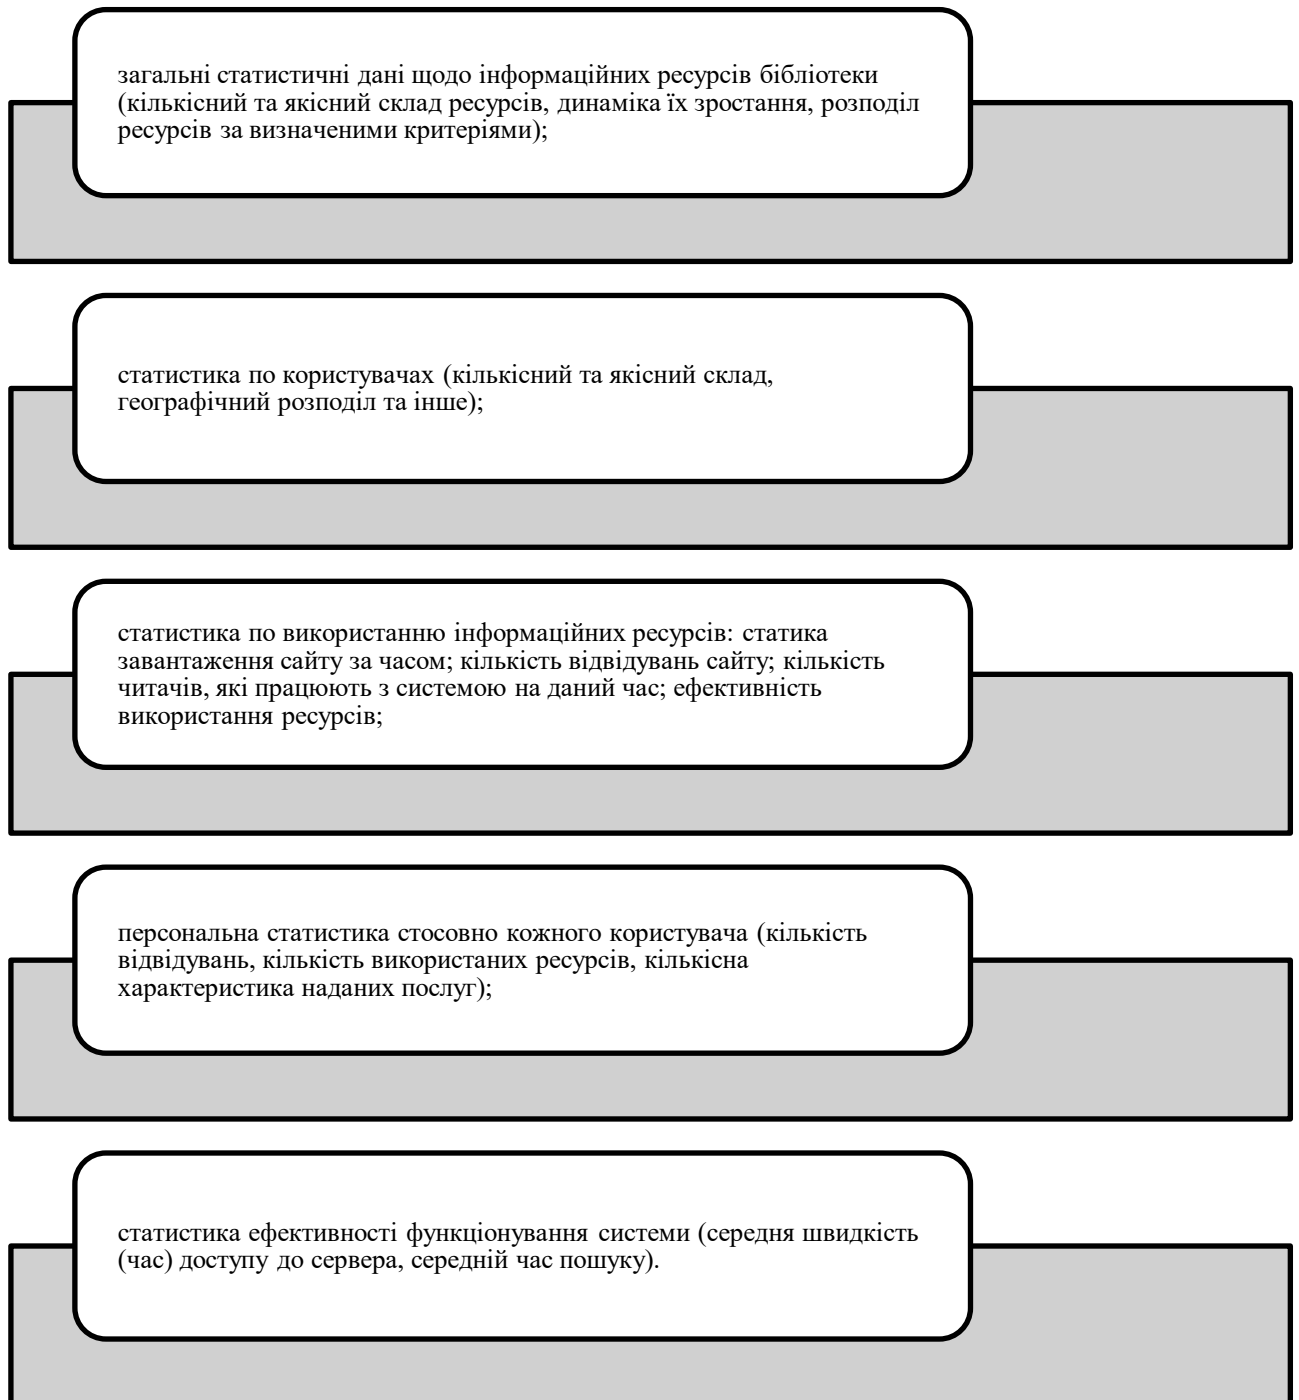 загальні статистичні дані щодо інформаційних ресурсів бібліотеки
(кількісний та якісний склад ресурсів, динаміка їх зростання, розподіл
ресурсів за визначеними критеріями);
статистика по користувачах (кількісний та якісний склад,
географічний розподіл та інше);
статистика по використанню інформаційних ресурсів: статика
завантаження сайту за часом; кількість відвідувань сайту; кількість
читачів, які працюють з системою на даний час; ефективність
використання ресурсів;
персональна статистика стосовно кожного користувача (кількість
відвідувань, кількість використаних ресурсів, кількісна
характеристика наданих послуг);
статистика ефективності функціонування системи (середня швидкість
(час) доступу до сервера, середній час пошуку).